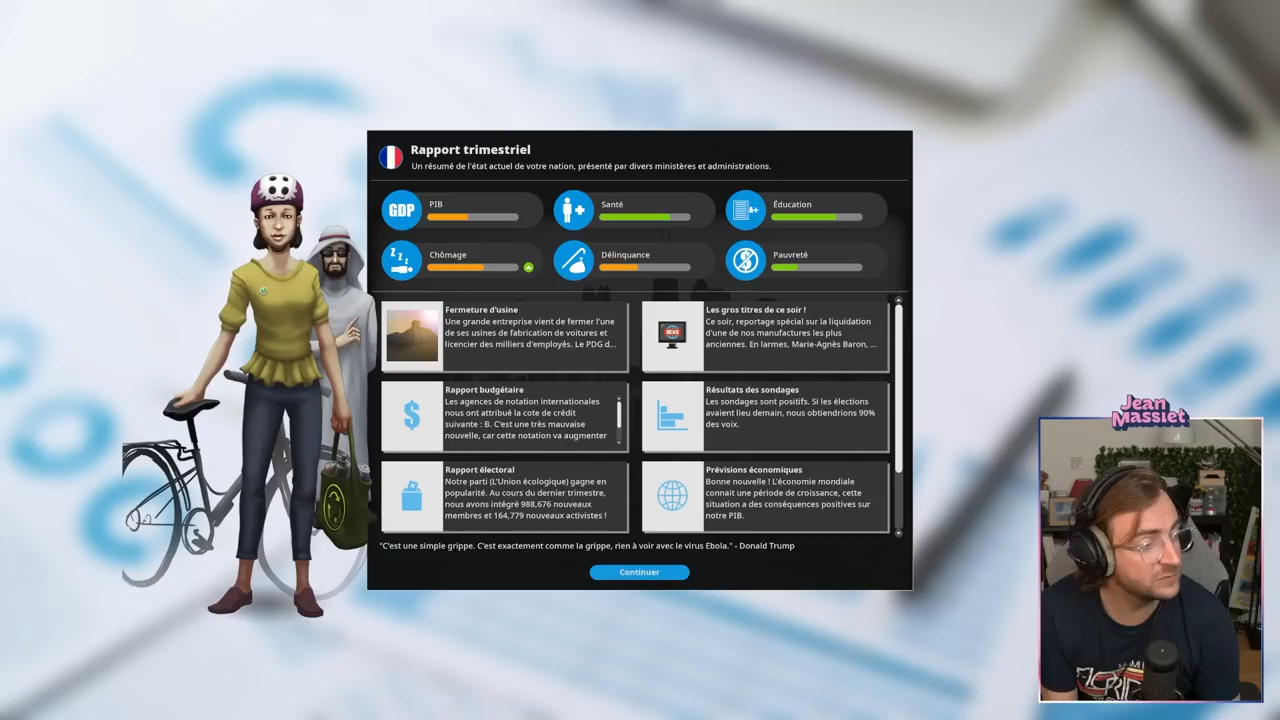 Rapport trimestriel
Un résumé de l'état actuel de votre nation, présenté par divers ministères et administrations.
GDP
PIB
Santé
A+
Éducation
Z Z Z
Chômage
Délinquance
Pauvreté
Fermeture d'usine
Une grande entreprise vient de fermer l'une
de ses usines de fabrication de voitures et
licencier des milliers d'employés. Le PDG d...
NEWS
Les gros titres de ce soir !
Ce soir, reportage spécial sur la liquidation
d'une de nos manufactures les plus
anciennes. En larmes, Marie-Agnès Baron, ...
$
Rapport budgétaire
Les agences de notation internationales
nous ont attribué la cote de crédit
suivante : B. C'est une très mauvaise
nouvelle, car cette notation va augmenter
Résultats des sondages
Les sondages sont positifs. Si les élections
avaient lieu demain, nous obtiendrions 90%
des voix.
Rapport électoral
Notre parti (L'Union écologique) gagne en
popularité. Au cours du dernier trimestre,
nous avons intégré 988,676 nouveaux
membres et 164,779 nouveaux activistes !
Prévisions économiques
Bonne nouvelle ! L'économie mondiale
connait une période de croissance, cette
situation a des conséquences positives sur
notre PIB.
"C'est une simple grippe. C'est exactement comme la grippe, rien à voir avec le virus Ebola." - Donald Trump
Continuer
Jean
Massiet